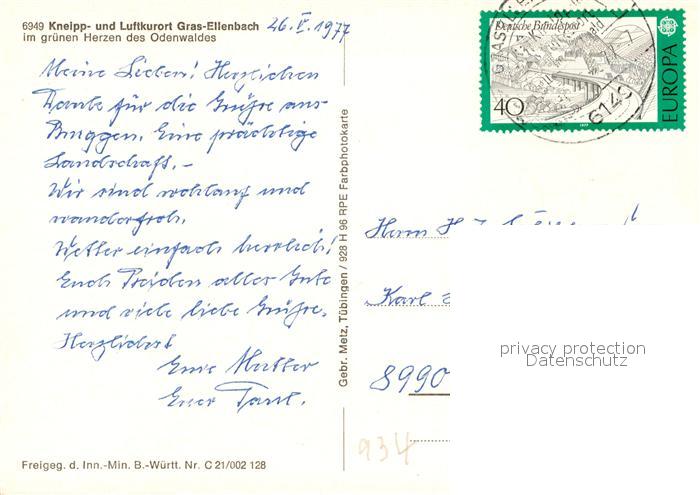 6949 Kneipp- und Luftkurort Gras-Ellenbach
im grünen Herzen des Odenwaldes
26. V. 1977
Meine Lieben! Herzlichen
Dank für die Grüße aus
Eine prächtige
Landschaft.-
Wir sind wohlauf und
wanderfroh.
Wetter einfach herrlich!
Euch Beiden alles Gute
und viele liebe Grüße.
Herzlichst
Eure Mutter
Euer
Gebr. Metz, Tübingen / 923 H 96 RPE Farbphotokarte
Deutsche Bundespost
40
EUROPA
6149
Herrn H
Karl
8990
934
privacy protection
Datenschutz
Freigeg. d. Inn.-Min. B.-Württ. Nr. C 21/002 128